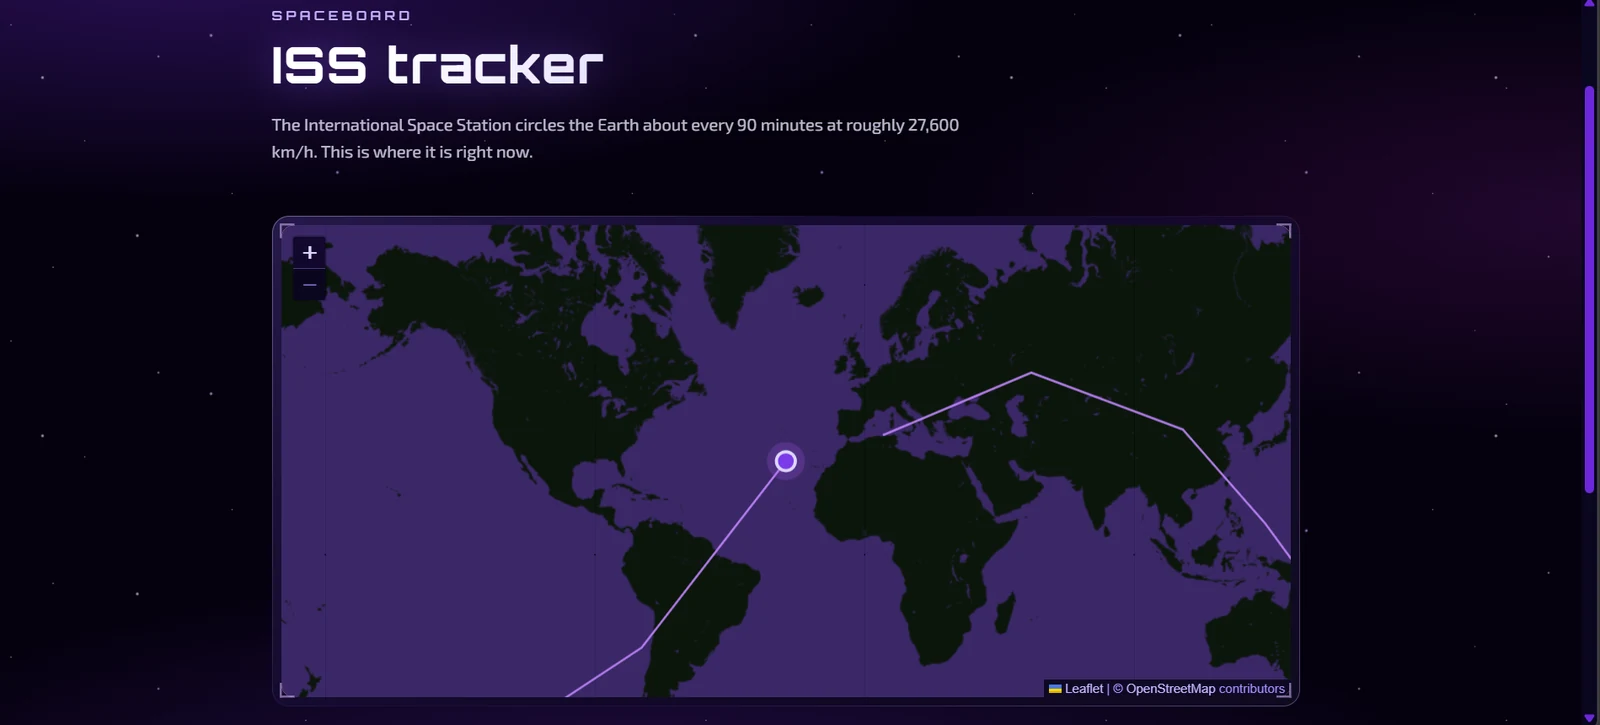 SPACEBOARD
ISS tracker
The International Space Station circles the Earth about every 90 minutes at roughly 27,600
km/h. This is where it is right now.
+
−
Leaflet | © OpenStreetMap contributors